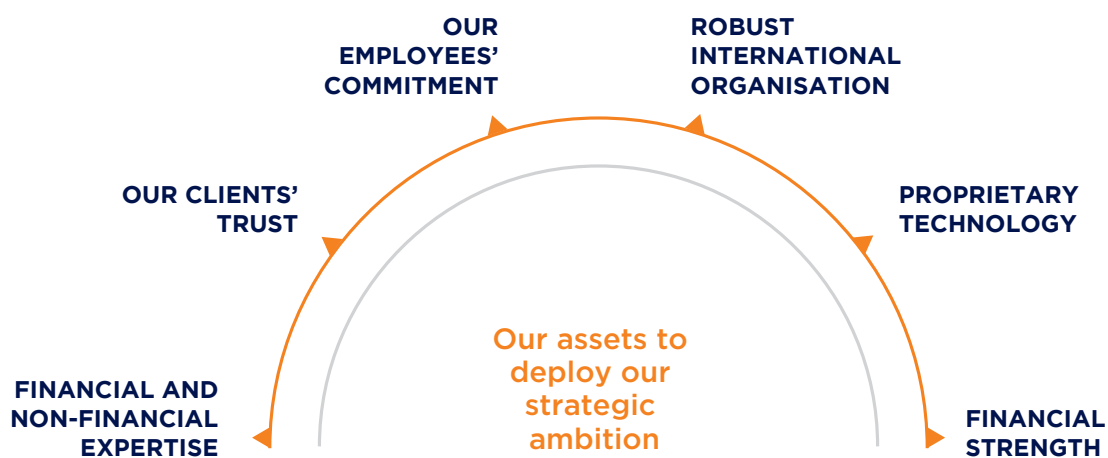 OUR
EMPLOYEES’
COMMITMENT
ROBUST
INTERNATIONAL
ORGANISATION
OUR CLIENTS’
TRUST
PROPRIETARY
TECHNOLOGY
Our assets to
deploy our
strategic
ambition
FINANCIAL AND
NON-FINANCIAL
EXPERTISE
FINANCIAL
STRENGTH